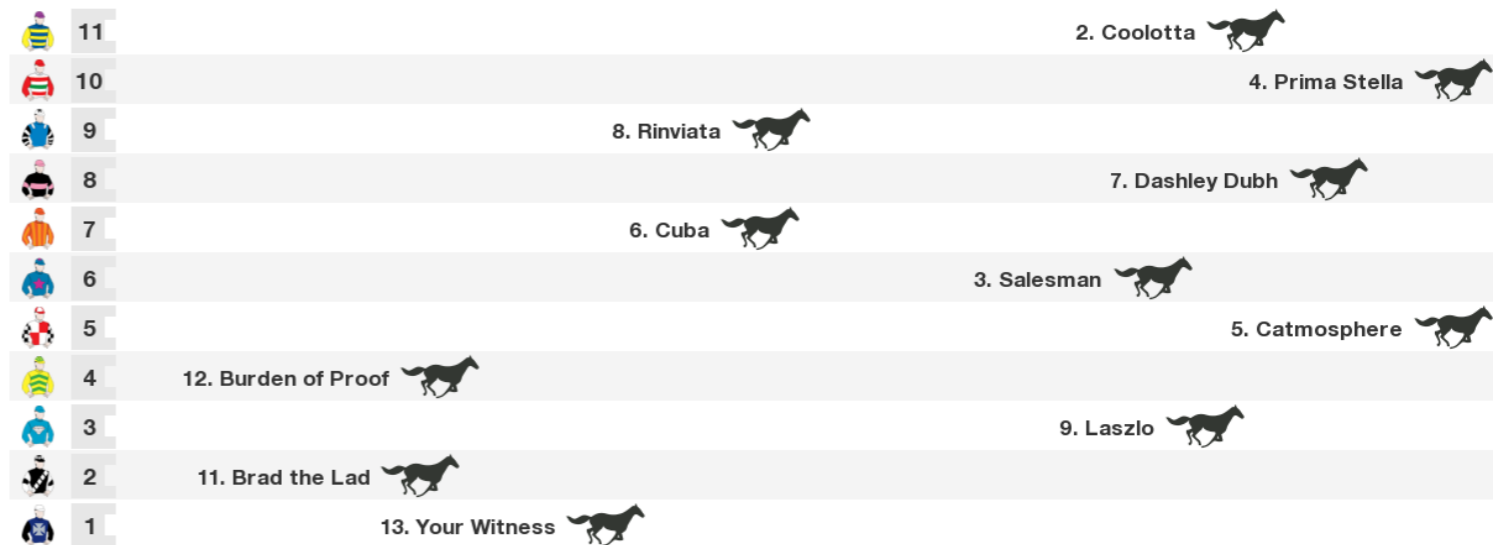 11 2. Coolotta
10 4. Prima Stella
9 8. Rinviata
8 7. Dashley Dubh
7 6. Cuba
6 3. Salesman
5 5. Catmosphere
4 12. Burden of Proof
3 9. Laszlo
2 11. Brad the Lad
1 13. Your Witness